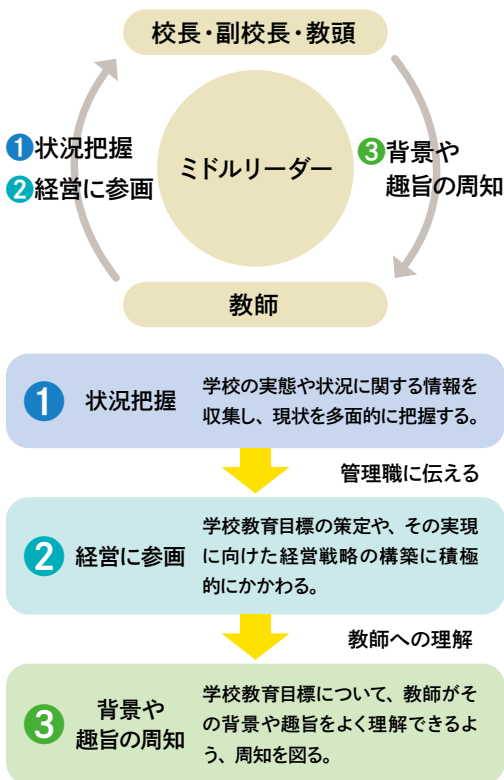 校長・副校長・教頭
❶状況把握
❷経営に参画
ミドルリーダー
❸背景や
趣旨の周知
教師
❶ 状況把握
学校の実態や状況に関する情報を
収集し、現状を多面的に把握する。
管理職に伝える
❷ 経営に参画
学校教育目標の策定や、その実現
に向けた経営戦略の構築に積極
的にかかわる。
教師への理解
❸ 背景や
趣旨の周知
学校教育目標について、教師が
その背景や趣旨をよく理解できるよ
う、周知を図る。